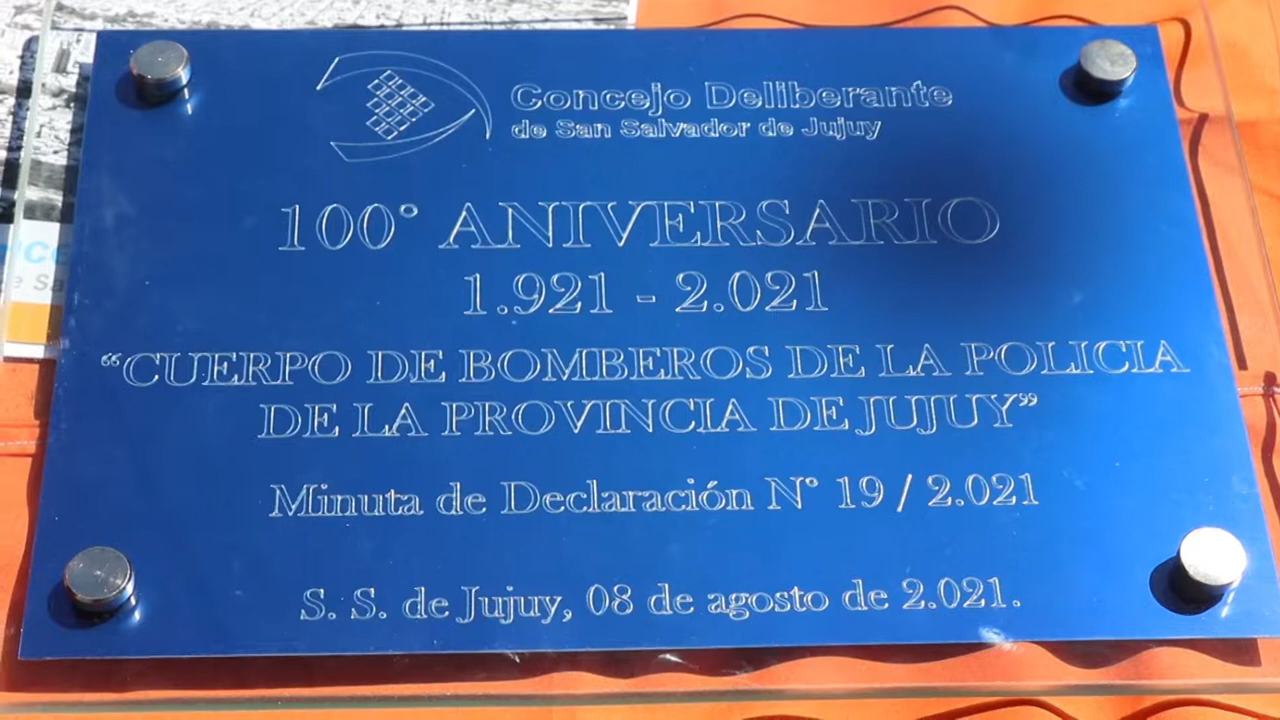 Concejo Deliberante
de San Salvador de Jujuy
100° ANIVERSARIO
1.921 - 2.021
“CUERPO DE BOMBEROS DE LA POLICIA
DE LA PROVINCIA DE JUJUY”
Minuta de Declaración N° 19 / 2.021
S. S. de Jujuy, 08 de agosto de 2.021.